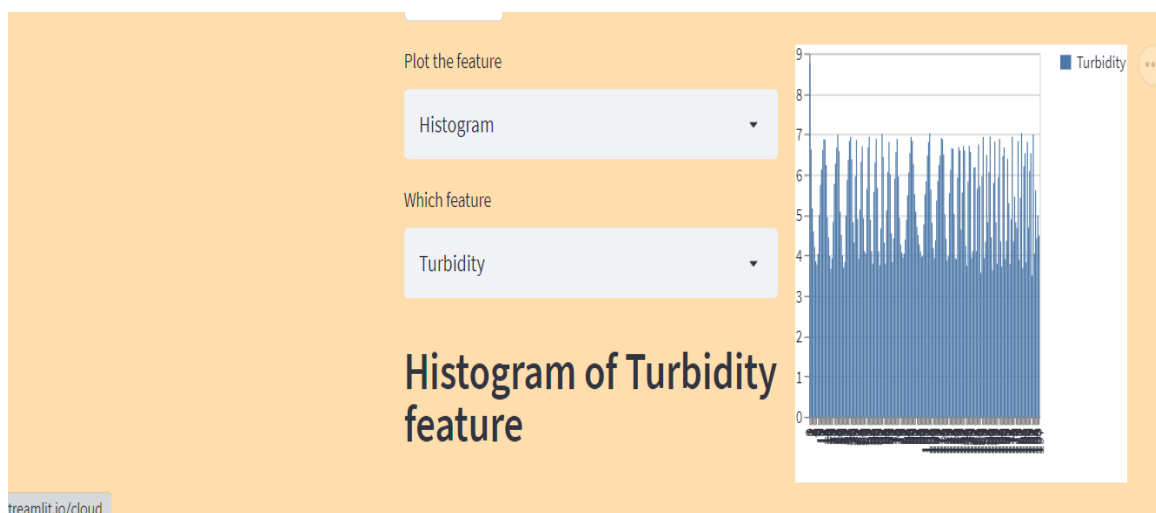 Plot the feature
Histogram
Which feature
Turbidity
Histogram of Turbidity
feature
9
8
7
6
5
4
3
2
1
0
Turbidity
treamlit.io/cloud